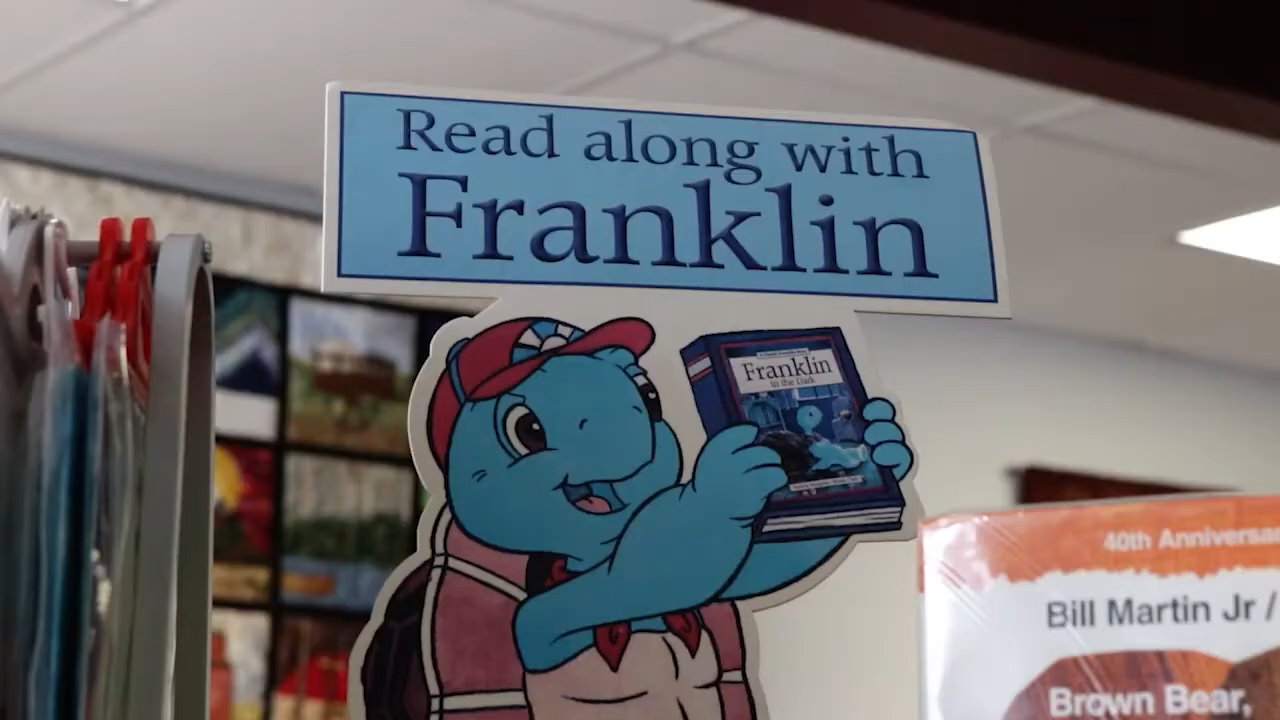 Read along with
Franklin
Franklin
in the Dark
40th Anniversa
Bill Martin Jr /
Brown Bear,